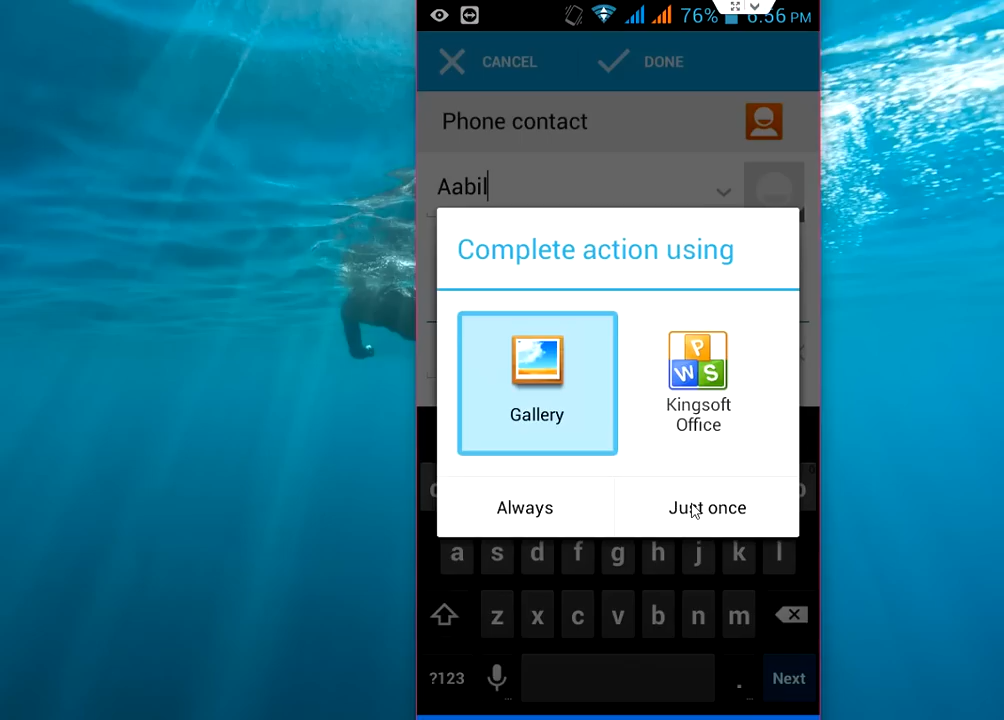 76% 6:56 PM
CANCEL DONE
Phone contact
Aabil
Complete action using
P
W S
Gallery
Kingsoft
Office
Always Just once
a s d f g h j k l
z x c v b n m
?123 . Next